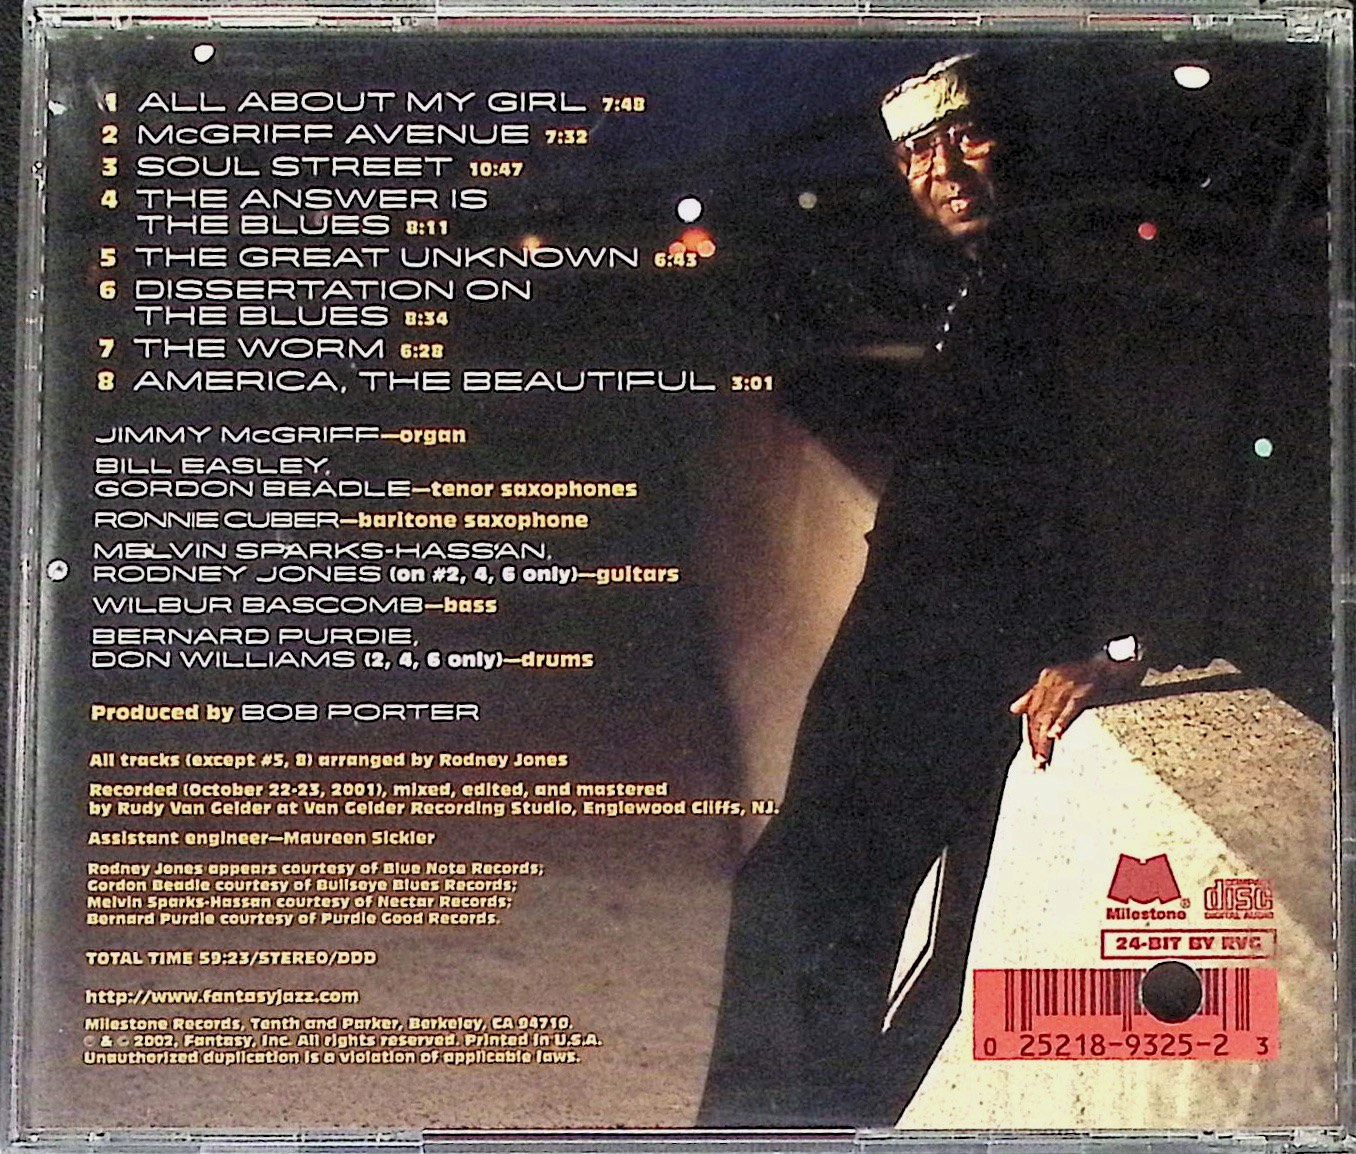 1 ALL ABOUT MY GIRL 7:48
2 McGRIFF AVENUE 7:32
3 SOUL STREET 10:47
4 THE ANSWER IS
THE BLUES 8:11
5 THE GREAT UNKNOWN 6:43
6 DISSERTATION ON
THE BLUES 8:34
7 THE WORM 6:28
8 AMERICA, THE BEAUTIFUL 3:01
JIMMY McGRIFF—organ
BILL EASLEY,
GORDON BEADLE—tenor saxophones
RONNIE CUBER—baritone saxophone
MELVIN SPARKS-HASSAN,
RODNEY JONES (on #2, 4, 6 only)—guitars
WILBUR BASCOMB—bass
BERNARD PURDIE,
DON WILLIAMS (2, 4, 6 only)—drums
Produced by BOB PORTER
All tracks (except #5, 8) arranged by Rodney Jones
Recorded (October 22-23, 2001), mixed, edited, and mastered
by Rudy Van Gelder at Van Gelder Recording Studio, Englewood Cliffs, NJ.
Assistant engineer—Maureen Sickler
Rodney Jones appears courtesy of Blue Note Records;
Gordon Beadle courtesy of Bullseye Blues Records;
Melvin Sparks-Hassan courtesy of Nectar Records;
Bernard Purdie courtesy of Purdie Good Records.
TOTAL TIME 59:23/STEREO/DDD
http://www.fantasyjazz.com
Milestone Records, Tenth and Parker, Berkeley, CA 94710.
© & ℗ 2002, Fantasy, Inc. All rights reserved. Printed in U.S.A.
Unauthorized duplication is a violation of applicable laws.
Milestone®
COMPACT
disc
DIGITAL AUDIO
24-BIT BY RVG
0 25218-9325-2 3